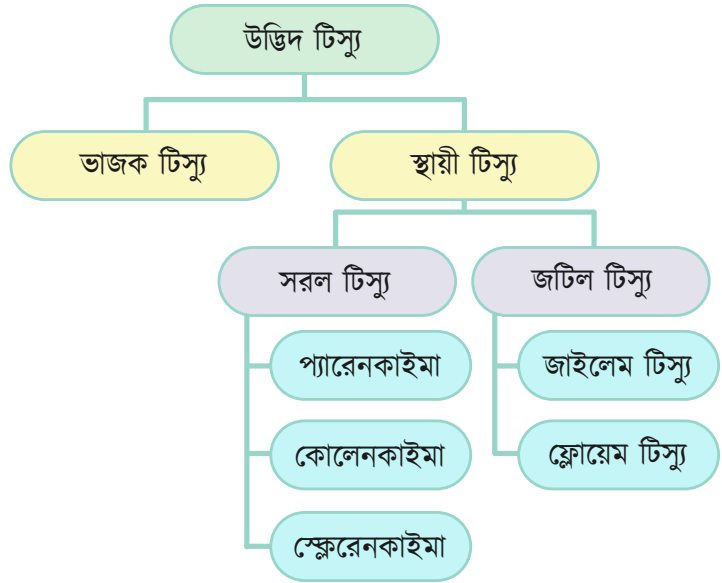 উদ্ভিদ টিস্যু
ভাজক টিস্যু
স্থায়ী টিস্যু
সরল টিস্যু
জটিল টিস্যু
প্যারেনকাইমা
জাইলেম টিস্যু
কোলেনকাইমা
ফ্লোয়েম টিস্যু
স্ক্লেরেনকাইমা